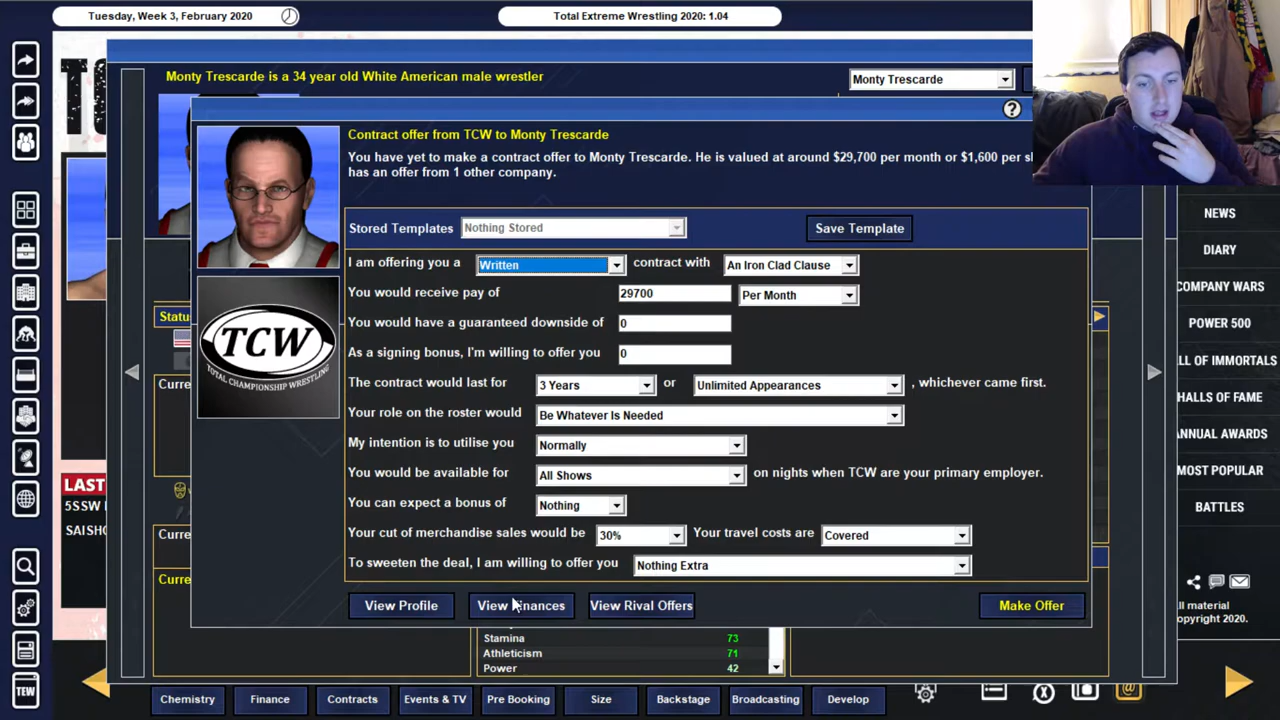 Tuesday, Week 3, February 2020
Total Extreme Wrestling 2020: 1.04
Monty Trescarde is a 34 year old White American male wrestler
Monty Trescarde
?
Contract offer from TCW to Monty Trescarde
You have yet to make a contract offer to Monty Trescarde. He is valued at around $29,700 per month or $1,600 per
has an offer from 1 other company.
Stored Templates
Nothing Stored
Save Template
I am offering you a
Written
contract with
An Iron Clad Clause
You would receive pay of
29700
Per Month
You would have a guaranteed downside of
0
As a signing bonus, I'm willing to offer you
0
The contract would last for
3 Years
or
Unlimited Appearances
, whichever came first.
Your role on the roster would
Be Whatever Is Needed
My intention is to utilise you
Normally
You would be available for
All Shows
on nights when TCW are your primary employer.
You can expect a bonus of
Nothing
Your cut of merchandise sales would be
30%
Your travel costs are
Covered
To sweeten the deal, I am willing to offer you
Nothing Extra
View Profile
View Finances
View Rival Offers
Make Offer
TCW
TOTAL CHAMPIONSHIP WRESTLING
Status
Curre
Curre
Curre
LAST
5SSW
SAISHO
Stamina 73
Athleticism 71
Power 42
NEWS
DIARY
COMPANY WARS
POWER 500
LL OF IMMORTALS
HALLS OF FAME
ANNUAL AWARDS
MOST POPULAR
BATTLES
ll material
opyright 2020.
TEW
Chemistry
Finance
Contracts
Events & TV
Pre Booking
Size
Backstage
Broadcasting
Develop
@